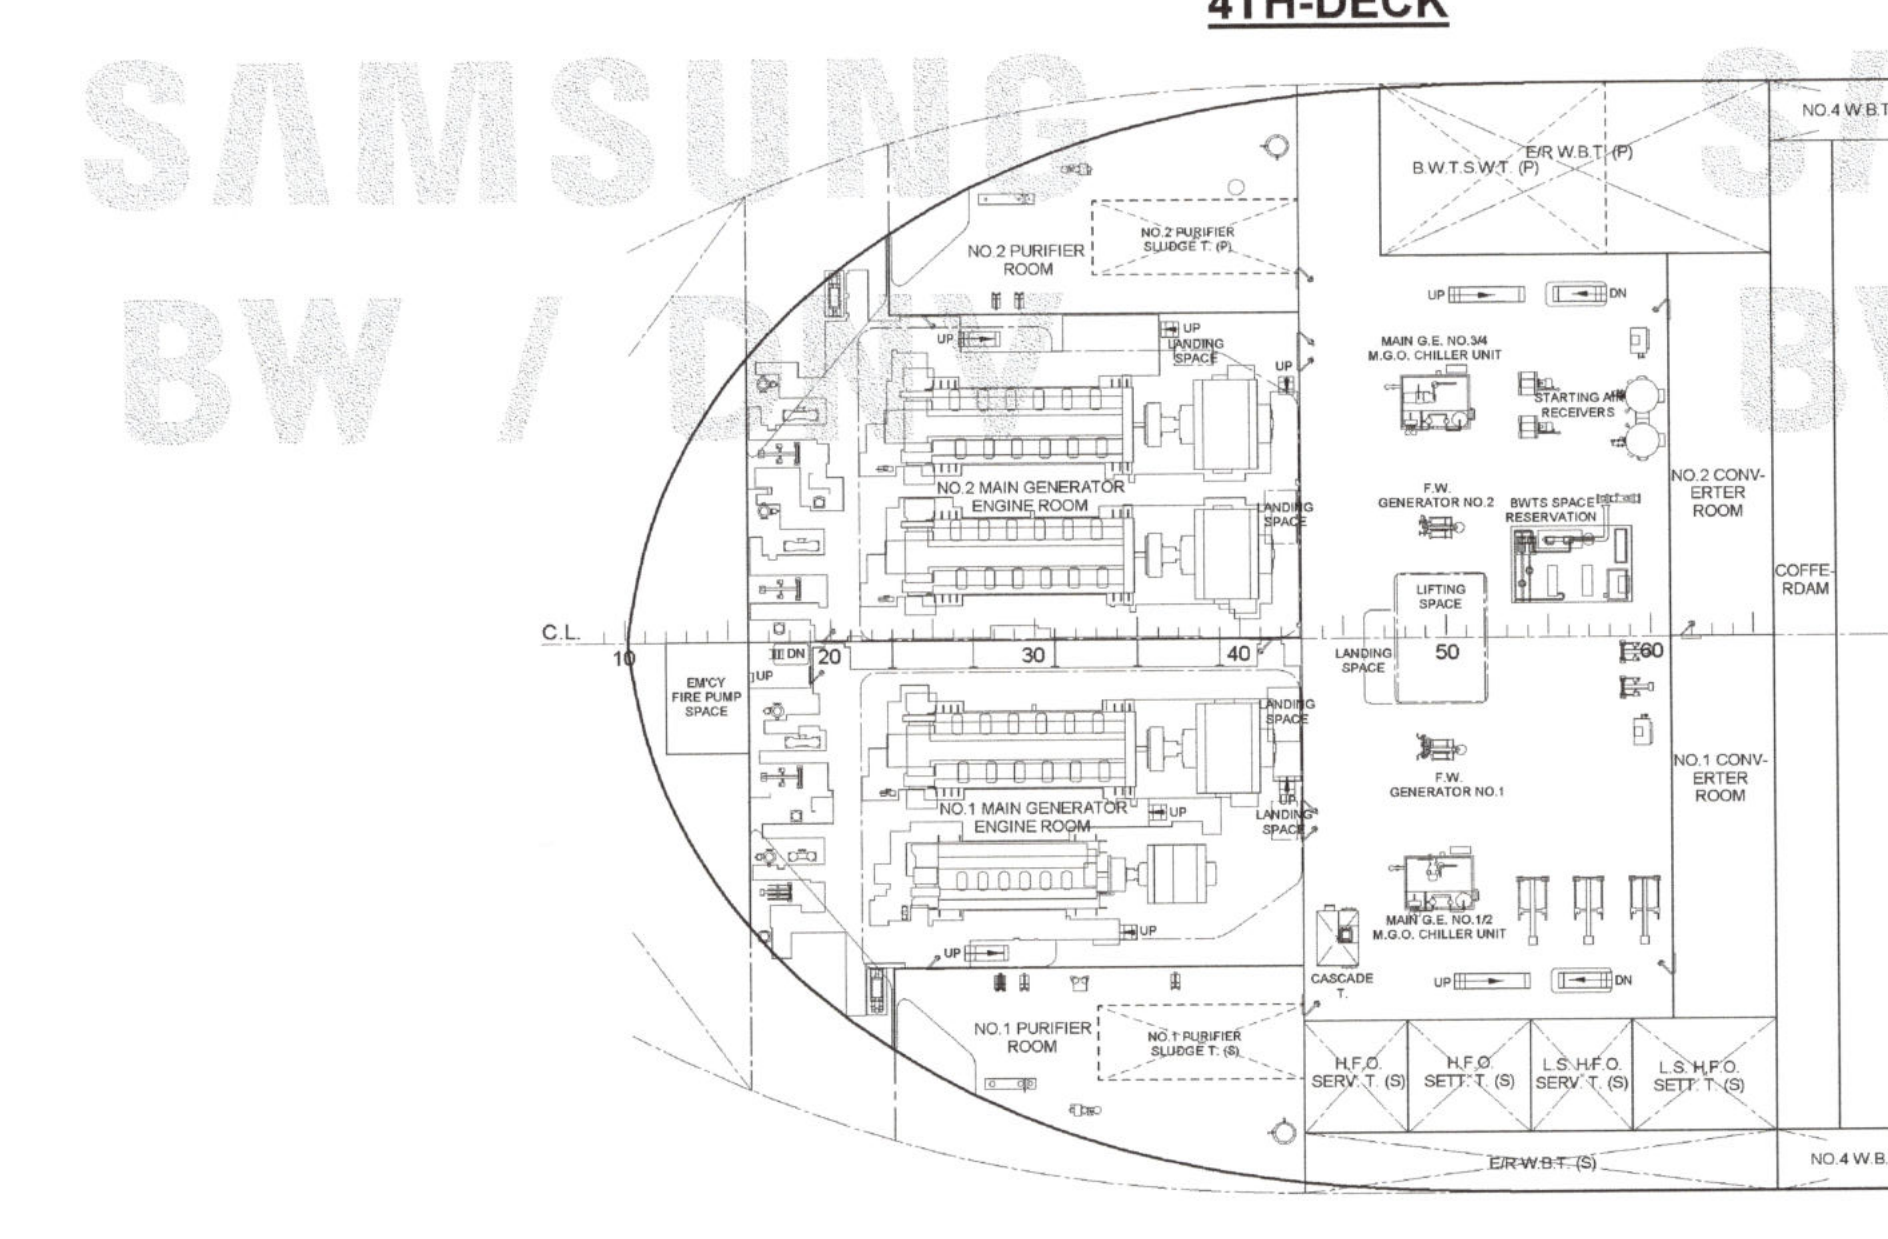 4TH-DECK
SAMSUNG
BW / DNV
NO.4 W.B.T
E/R W.B.T. (P)
B.W.T.S.W.T. (P)
NO.2 PURIFIER
SLUDGE T. (P)
NO.2 PURIFIER
ROOM
UP
DN
UP
UP
LANDING
SPACE
UP
MAIN G.E. NO.3/4
M.G.O. CHILLER UNIT
STARTING AIR
RECEIVERS
NO.2 CONV-
ERTER
ROOM
NO.2 MAIN GENERATOR
ENGINE ROOM
F.W.
GENERATOR NO.2
BWTS SPACE
RESERVATION
LANDING
SPACE
COFFE-
RDAM
LIFTING
SPACE
C.L.
10
20
30
40
50
60
DN
UP
LANDING
SPACE
EM'CY
FIRE PUMP
SPACE
LANDING
SPACE
NO.1 CONV-
ERTER
ROOM
F.W.
GENERATOR NO.1
NO.1 MAIN GENERATOR
ENGINE ROOM
UP
UP
LANDING
SPACE
MAIN G.E. NO.1/2
M.G.O. CHILLER UNIT
UP
UP
CASCADE
T.
UP
DN
NO.1 PURIFIER
ROOM
NO.1 PURIFIER
SLUDGE T. (S)
H.F.O.
SERV. T. (S)
H.F.O.
SETT. T. (S)
L.S. H.F.O.
SERV. T. (S)
L.S. H.F.O.
SETT. T. (S)
E/R W.B.T. (S)
NO.4 W.B.